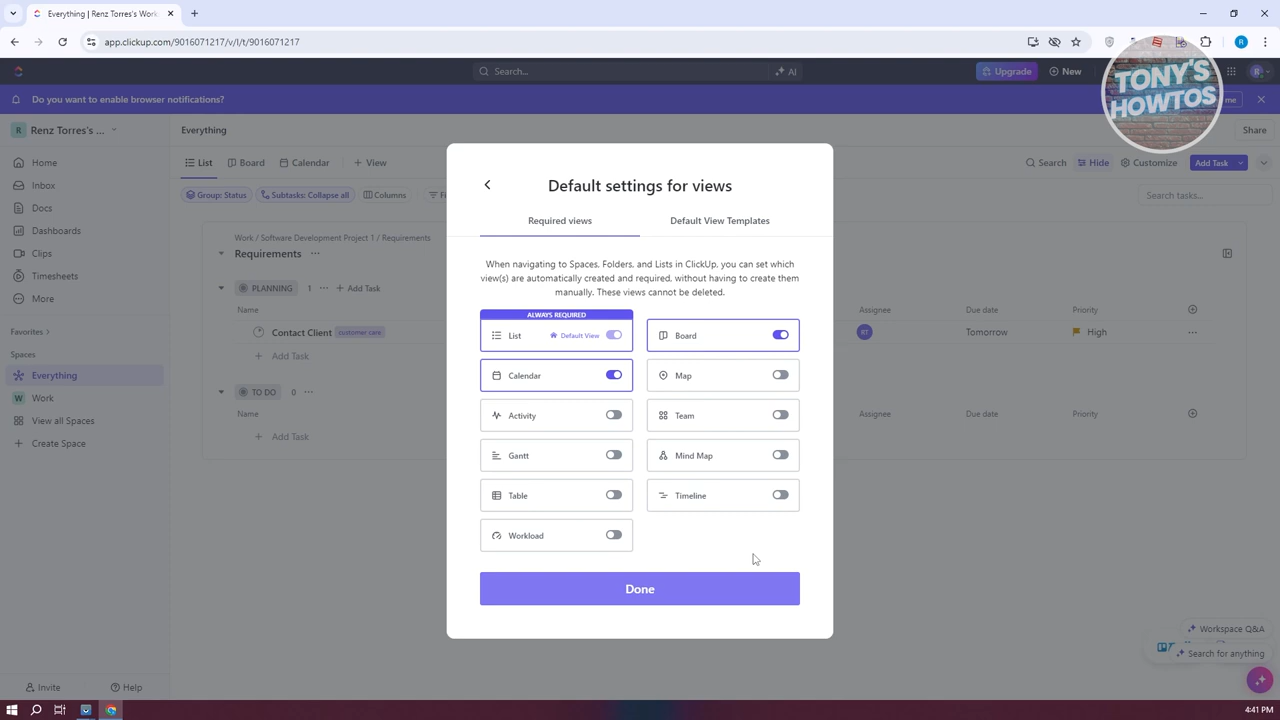 Everything | Renz Torres's Work
app.clickup.com/9016071217/v/l/t/9016071217
Search...
AI
Upgrade
New
Do you want to enable browser notifications?
me
TONY'S
HOWTOS
R
Renz Torres's ...
Everything
Share
Home
Inbox
Docs
Dashboards
Clips
Timesheets
More
Favorites
Spaces
Everything
W
Work
View all Spaces
Create Space
Invite
Help
List
Board
Calendar
View
Search
Hide
Customize
Add Task
Group: Status
Subtasks: Collapse all
Columns
Search tasks...
Work / Software Development Project 1 / Requirements
Requirements
PLANNING
1
Add Task
Name
Assignee
Due date
Priority
Contact Client
customer care
RT
Tomorrow
High
Add Task
TO DO
0
Name
Assignee
Due date
Priority
Add Task
Default settings for views
Required views
Default View Templates
When navigating to Spaces, Folders, and Lists in ClickUp, you can set which
view(s) are automatically created and required, without having to create them
manually. These views cannot be deleted.
ALWAYS REQUIRED
List
Default View
Board
Calendar
Map
Activity
Team
Gantt
Mind Map
Table
Timeline
Workload
Done
Workspace Q&A
Search for anything
4:41 PM